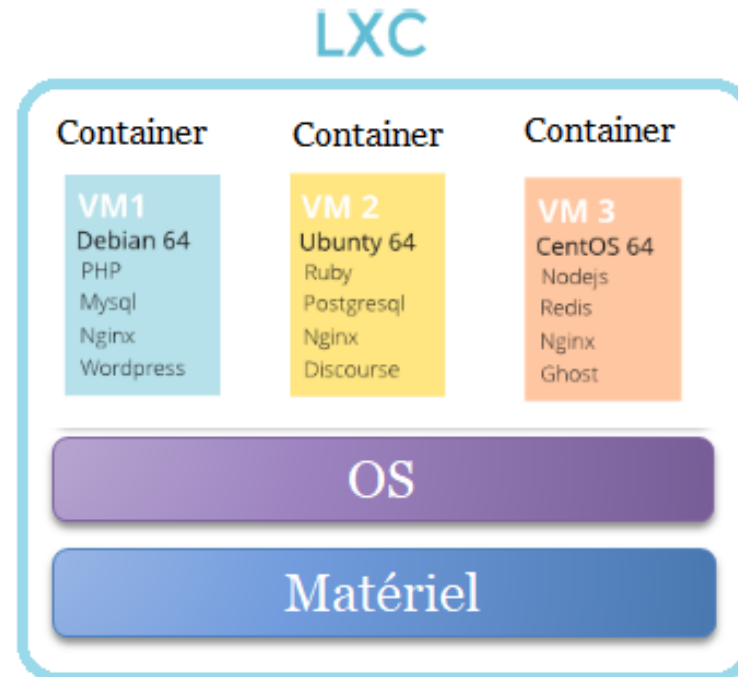 LXC
Container
VM1
Debian 64
PHP
Mysql
Nginx
Wordpress
Container
VM 2
Ubunty 64
Ruby
Postgresql
Nginx
Discourse
Container
VM 3
CentOS 64
Nodejs
Redis
Nginx
Ghost
OS
Matériel